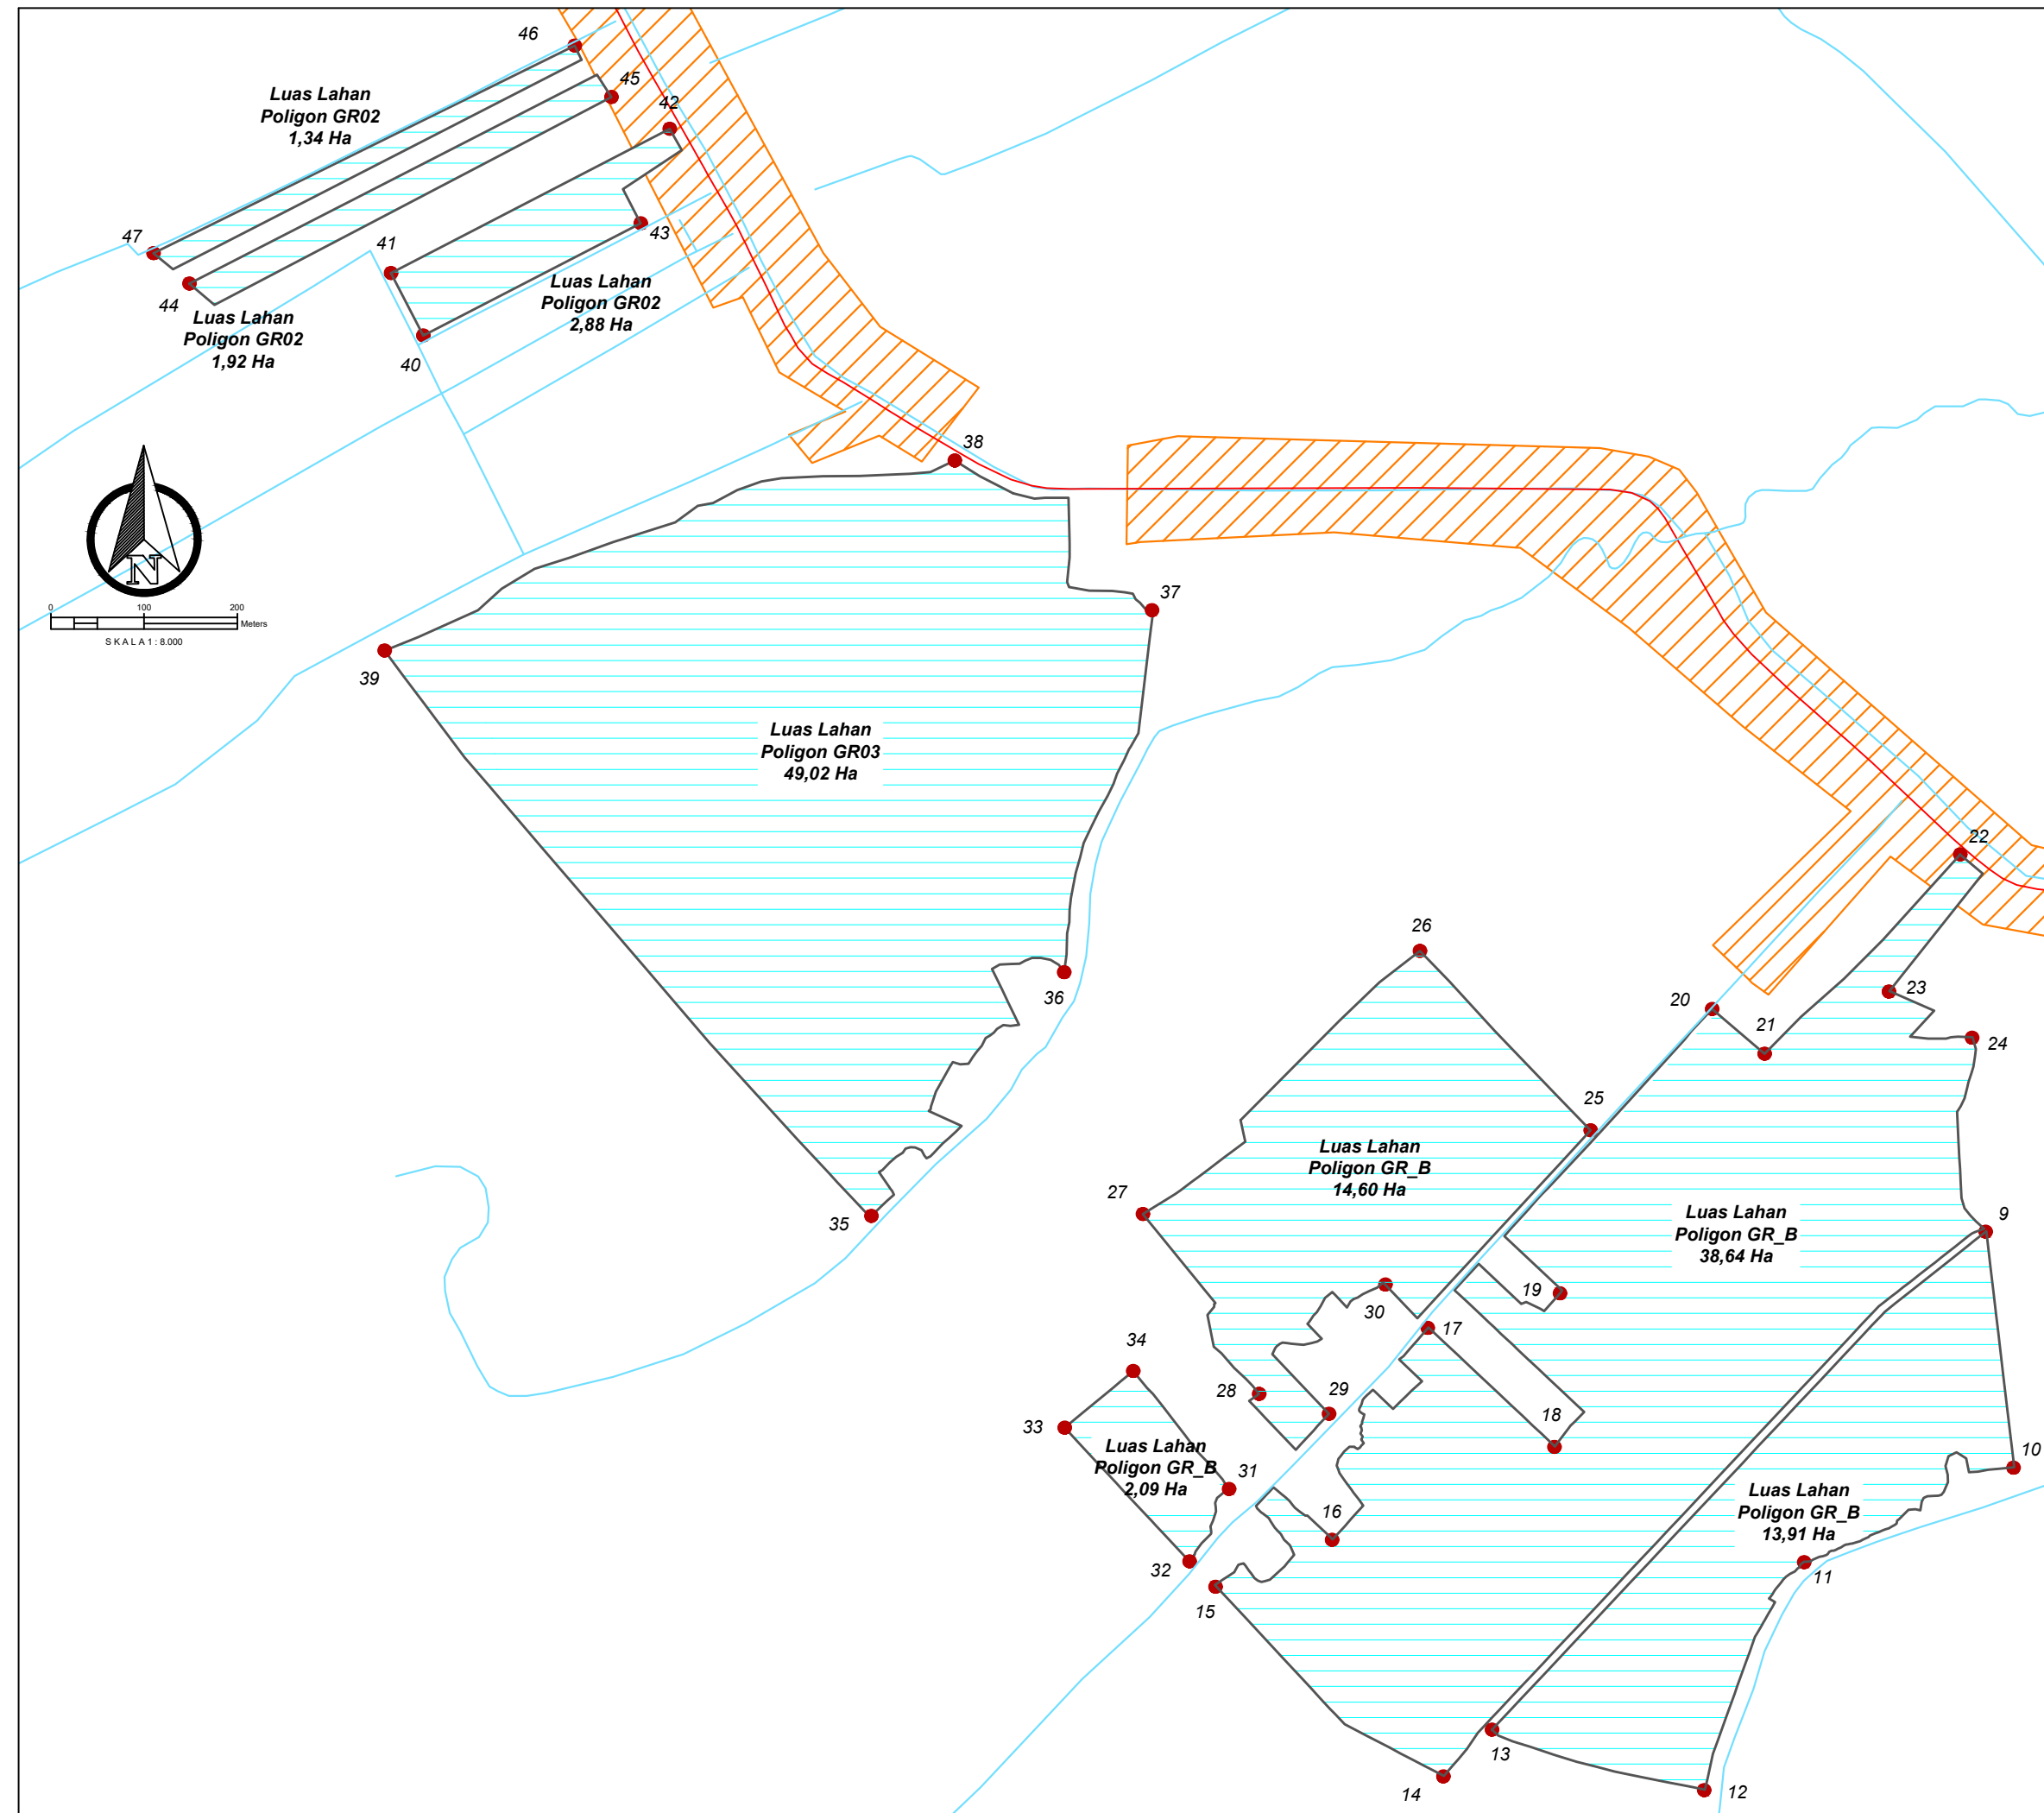 46
45
42
Luas Lahan
Poligon GR02
1,34 Ha
47
41
43
44
Luas Lahan
Poligon GR02
2,88 Ha
Luas Lahan
Poligon GR02
1,92 Ha
40
38
N
0 100 200
Meters
SKALA 1 : 8.000
37
39
Luas Lahan
Poligon GR03
49,02 Ha
22
26
36
20
23
21
24
25
Luas Lahan
Poligon GR_B
14,60 Ha
27
35
Luas Lahan
Poligon GR_B
38,64 Ha
9
19
30
17
34
28
29
18
33
Luas Lahan
Poligon GR_B
2,09 Ha
31
10
Luas Lahan
Poligon GR_B
13,91 Ha
16
32
11
15
13
14
12